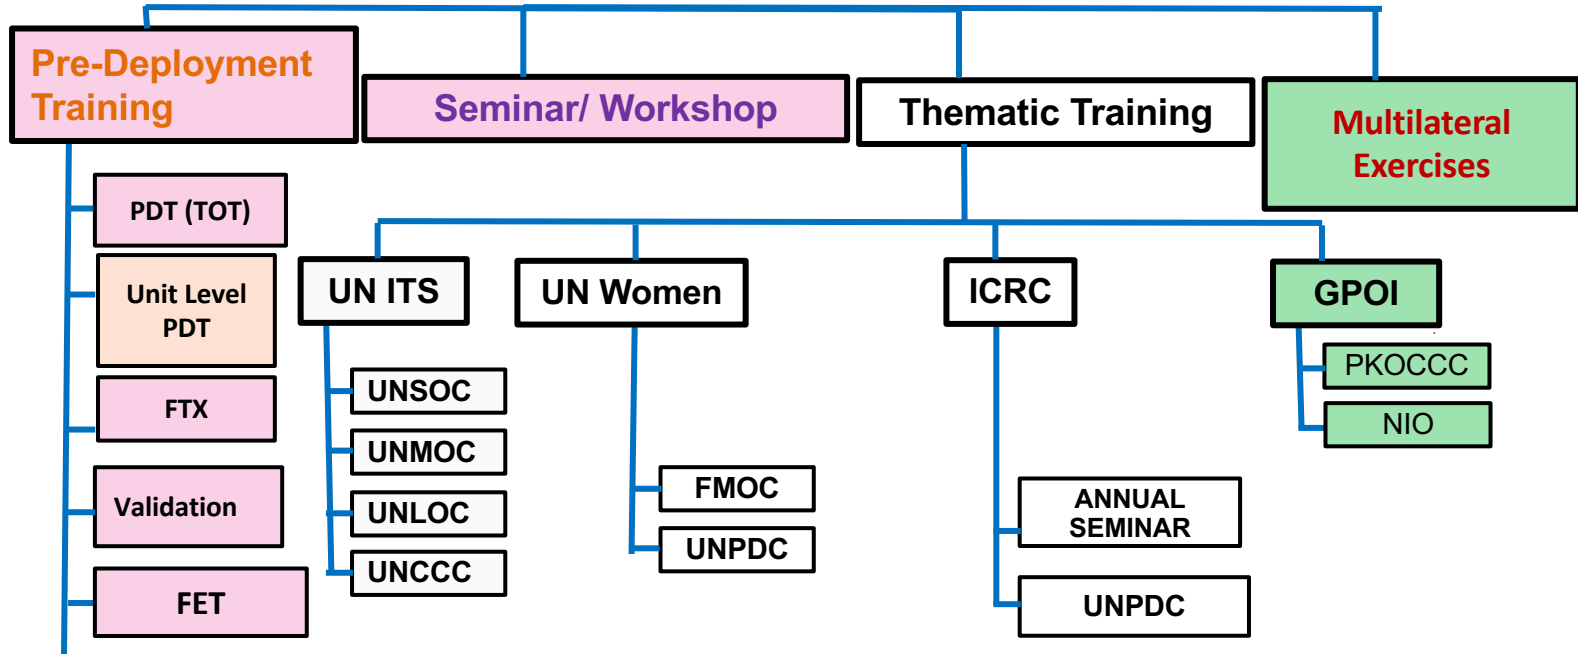 Pre-Deployment
Training
Seminar/ Workshop
Thematic Training
Multilateral
Exercises
PDT (TOT)
Unit Level
PDT
FTX
Validation
FET
UN ITS
UNSOC
UNMOC
UNLOC
UNCCC
UN Women
FMOC
UNPDC
ICRC
ANNUAL
SEMINAR
UNPDC
GPOI
PKOCCC
NIO